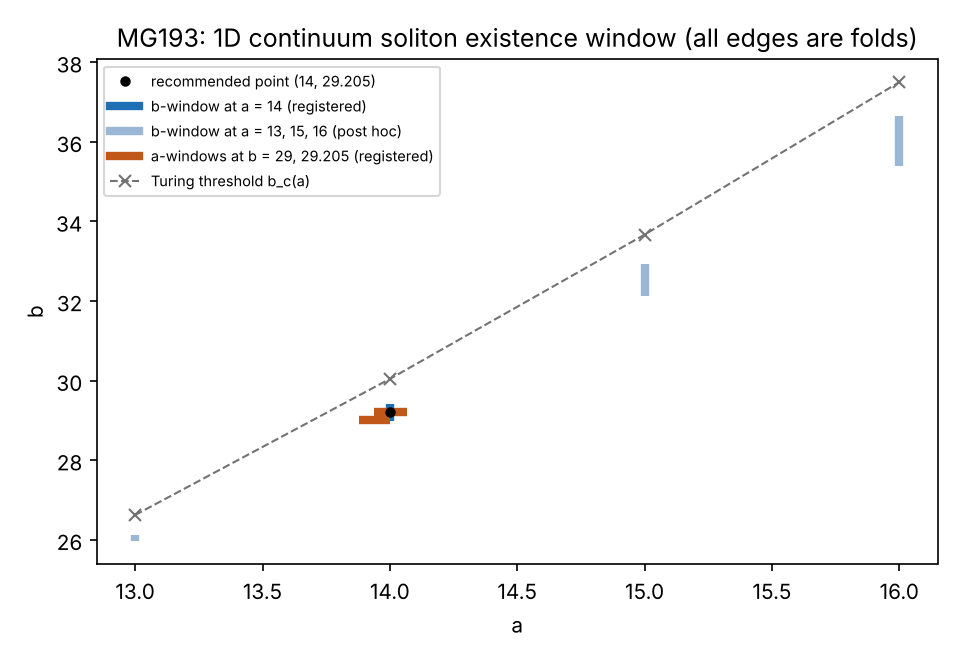 MG193: 1D continuum soliton existence window (all edges are folds)
recommended point (14, 29.205)
b-window at a = 14 (registered)
b-window at a = 13, 15, 16 (post hoc)
a-windows at b = 29, 29.205 (registered)
Turing threshold b_c(a)
38
36
34
32
30
28
26
b
13.0 13.5 14.0 14.5 15.0 15.5 16.0
a